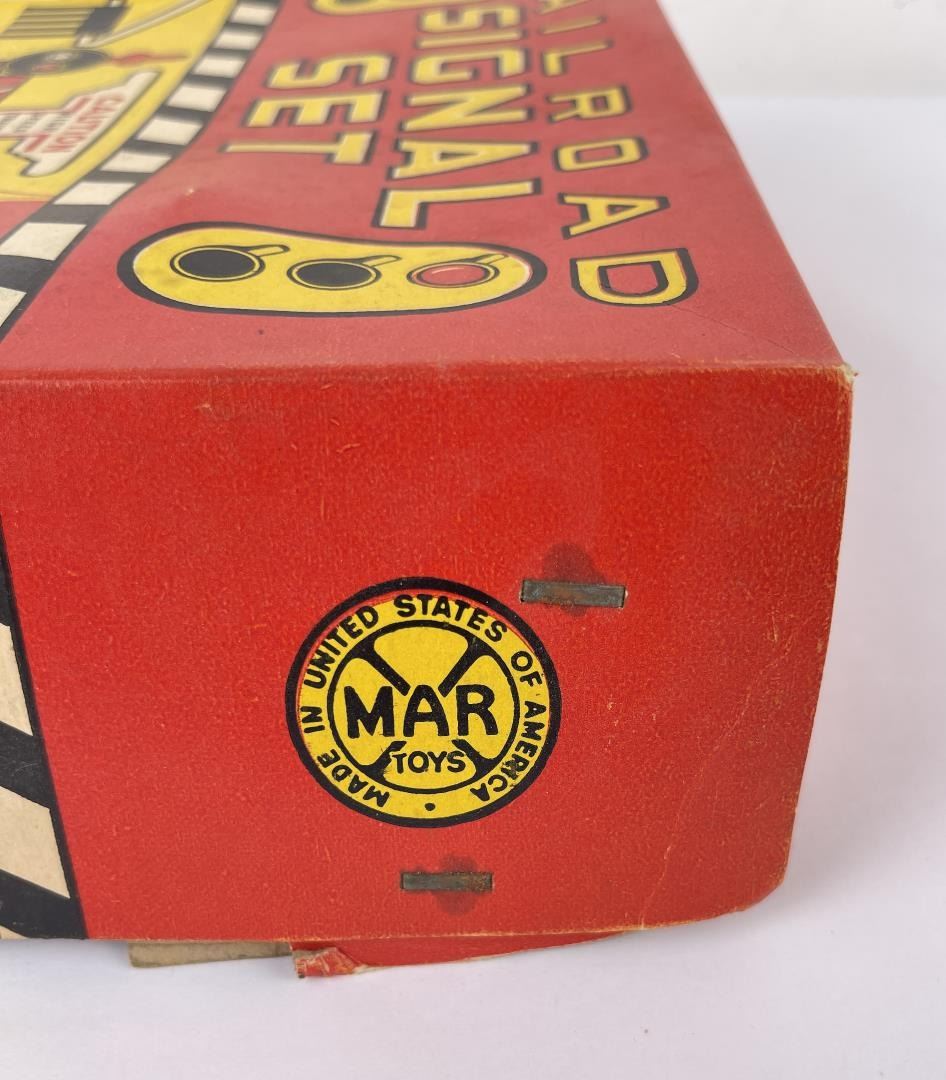 AILROAD
SIGNAL
SET
CAUTION
MADE IN UNITED STATES OF AMERICA
MAR
TOYS